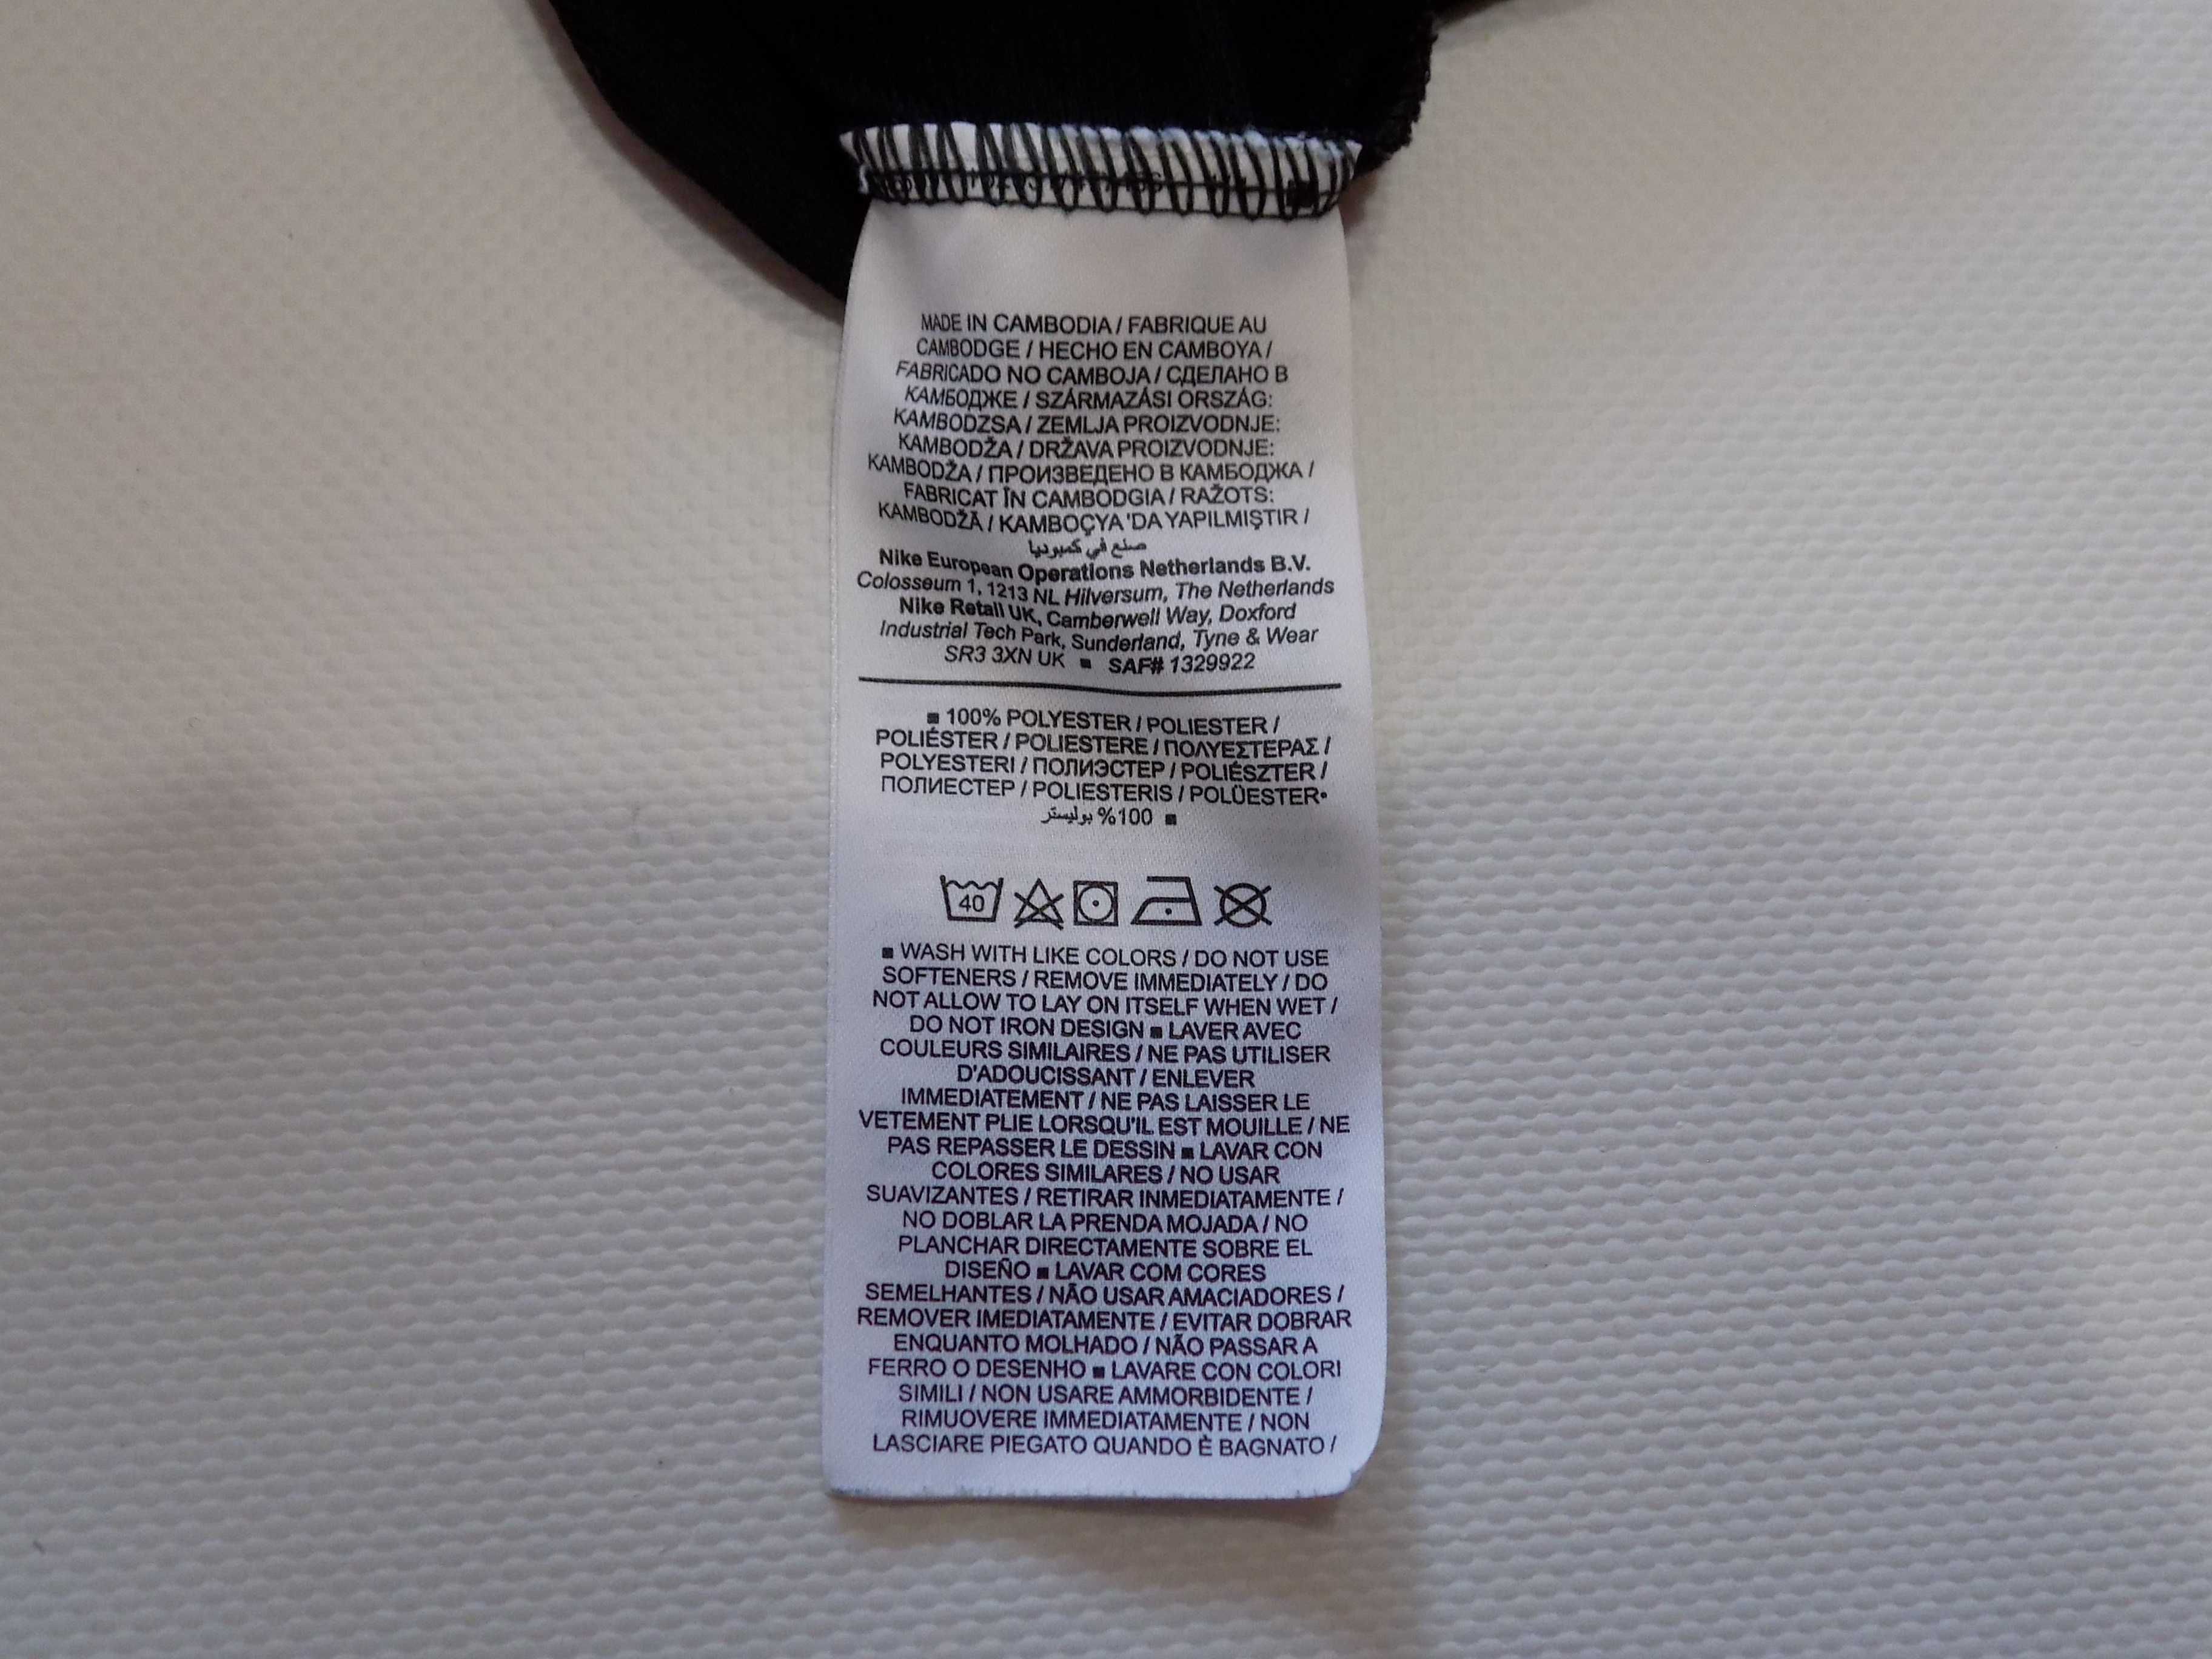 MADE IN CAMBODIA / FABRIQUE AU
CAMBODGE / HECHO EN CAMBOYA /
FABRICADO NO CAMBOJA / СДЕЛАНО В
КАМБОДЖЕ / SZÁRMAZÁSI ORSZÁG:
KAMBODZSA / ZEMLJA PROIZVODNJE:
KAMBODŽA / DRŽAVA PROIZVODNJE:
KAMBODŽA / ПРОИЗВЕДЕНО В КАМБОДЖА /
FABRICAT ÎN CAMBODGIA / RAŽOTS:
KAMBODŽĀ / KAMBOÇYA 'DA YAPILMIŞTIR /
صنع في كمبوديا
Nike European Operations Netherlands B.V.
Colosseum 1, 1213 NL Hilversum, The Netherlands
Nike Retail UK, Camberwell Way, Doxford
Industrial Tech Park, Sunderland, Tyne & Wear
SR3 3XN UK ■ SAF# 1329922
■ 100% POLYESTER / POLIESTER /
POLIÉSTER / POLIESTERE / ΠΟΛΥΕΣΤΕΡΑΣ /
POLYESTERI / ПОЛИЭСТЕР / POLIÉSZTER /
ПОЛИЕСТЕР / POLIESTERIS / POLÜESTER•
■ 100% بوليستر
40
■ WASH WITH LIKE COLORS / DO NOT USE
SOFTENERS / REMOVE IMMEDIATELY / DO
NOT ALLOW TO LAY ON ITSELF WHEN WET /
DO NOT IRON DESIGN ■ LAVER AVEC
COULEURS SIMILAIRES / NE PAS UTILISER
D'ADOUCISSANT / ENLEVER
IMMEDIATEMENT / NE PAS LAISSER LE
VETEMENT PLIE LORSQU'IL EST MOUILLE / NE
PAS REPASSER LE DESSIN ■ LAVAR CON
COLORES SIMILARES / NO USAR
SUAVIZANTES / RETIRAR INMEDIATAMENTE /
NO DOBLAR LA PRENDA MOJADA / NO
PLANCHAR DIRECTAMENTE SOBRE EL
DISEÑO ■ LAVAR COM CORES
SEMELHANTES / NÃO USAR AMACIADORES /
REMOVER IMEDIATAMENTE / EVITAR DOBRAR
ENQUANTO MOLHADO / NÃO PASSAR A
FERRO O DESENHO ■ LAVARE CON COLORI
SIMILI / NON USARE AMMORBIDENTE /
RIMUOVERE IMMEDIATAMENTE / NON
LASCIARE PIEGATO QUANDO È BAGNATO /